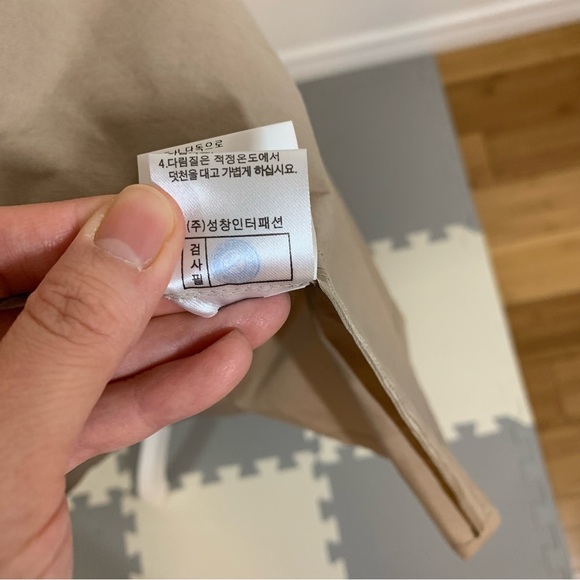 4.다림질은 적정온도에서
덧천을 대고 가볍게 하십시요.
(주)성창인터패션
검사필